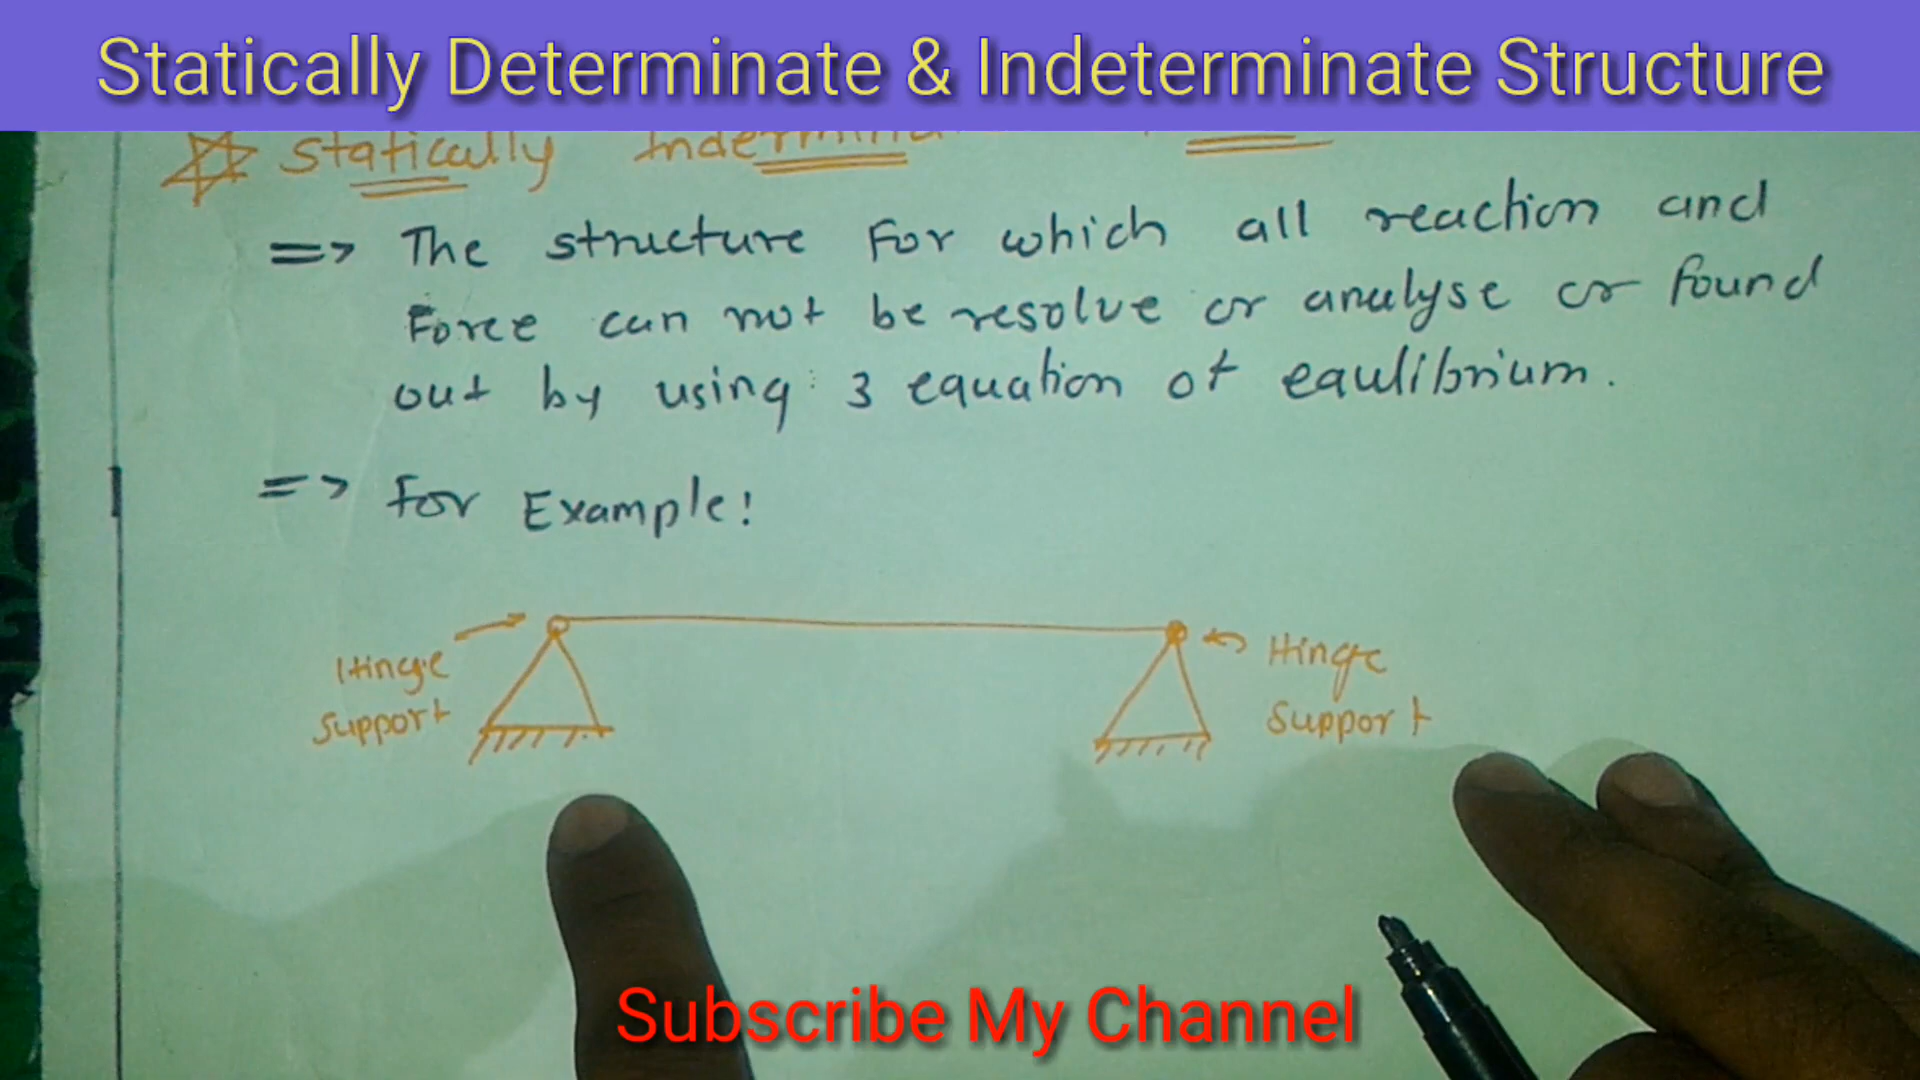 Statically Determinate & Indeterminate Structure
Statically
=> The structure For which all reaction and
Force can not be resolve or analyse or found
out by using 3 equation of eaulibrium.
=> For Example!
Hinge
Support
Hinge
Support
Subscribe My Channel